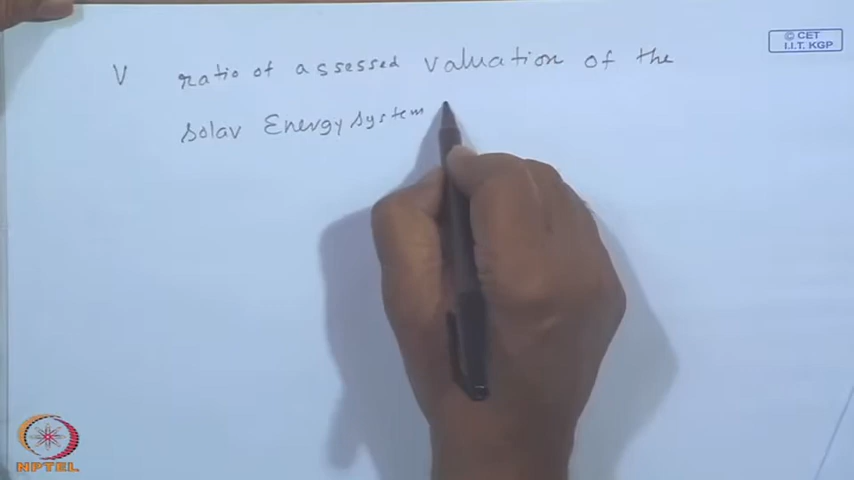 © CET
I.I.T. KGP
V ratio of assessed valuation of the
solar Energy system
NPTEL